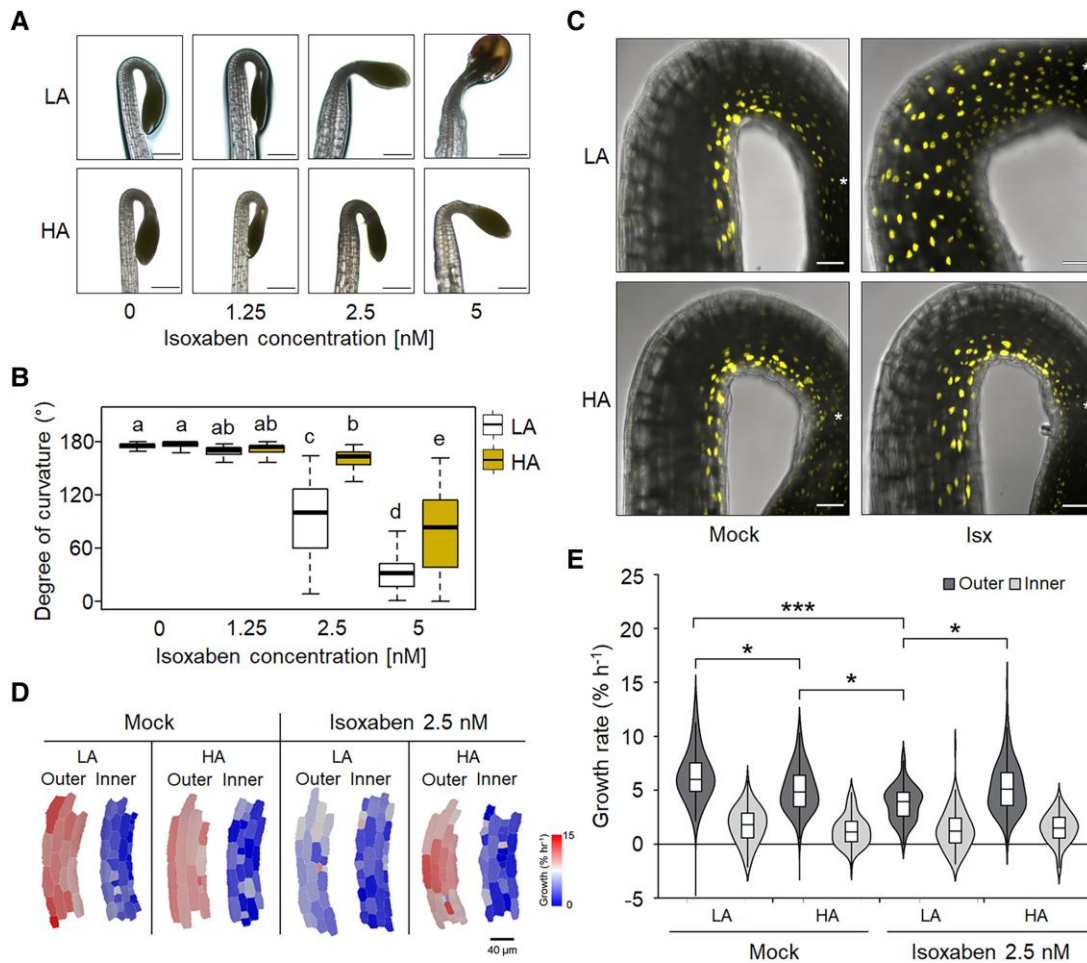 A
LA
HA
0 1.25 2.5 5
Isoxaben concentration [nM]
B
Degree of curvature (°)
180
120
60
0
a a ab ab c b d e
LA
HA
0 1.25 2.5 5
Isoxaben concentration [nM]
C
LA
*
*
HA
*
*
Mock Isx
D
Mock Isoxaben 2.5 nM
LA HA LA HA
Outer Inner Outer Inner Outer Inner Outer Inner
Growth (% hr⁻¹)
15
0
40 µm
E
Growth rate (% h⁻¹)
25
20
15
10
5
0
-5
Outer Inner
***
* *
*
LA HA LA HA
Mock Isoxaben 2.5 nM